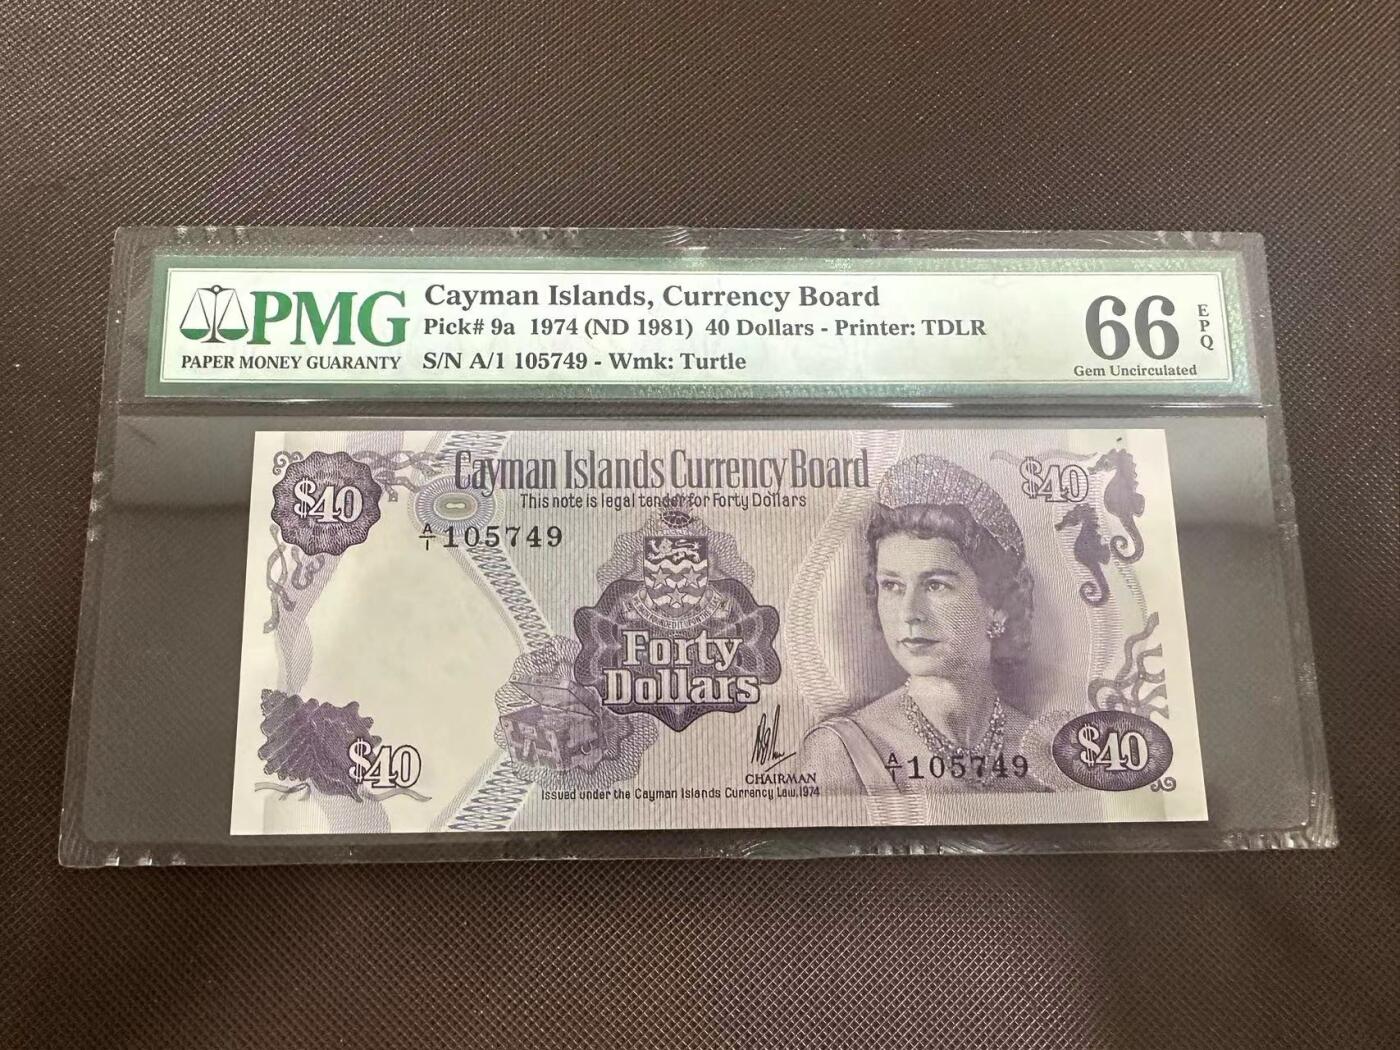 PMG
PAPER MONEY GUARANTY
Cayman Islands, Currency Board
Pick# 9a 1974 (ND 1981) 40 Dollars - Printer: TDLR
S/N A/1 105749 - Wmk: Turtle
66
EPQ
Gem Uncirculated
Cayman Islands Currency Board
This note is legal tender for Forty Dollars
$40
$40
A/1 105749
Forty
Dollars
$40
CHAIRMAN
A/1 105749
$40
Issued under the Cayman Islands Currency Law, 1974